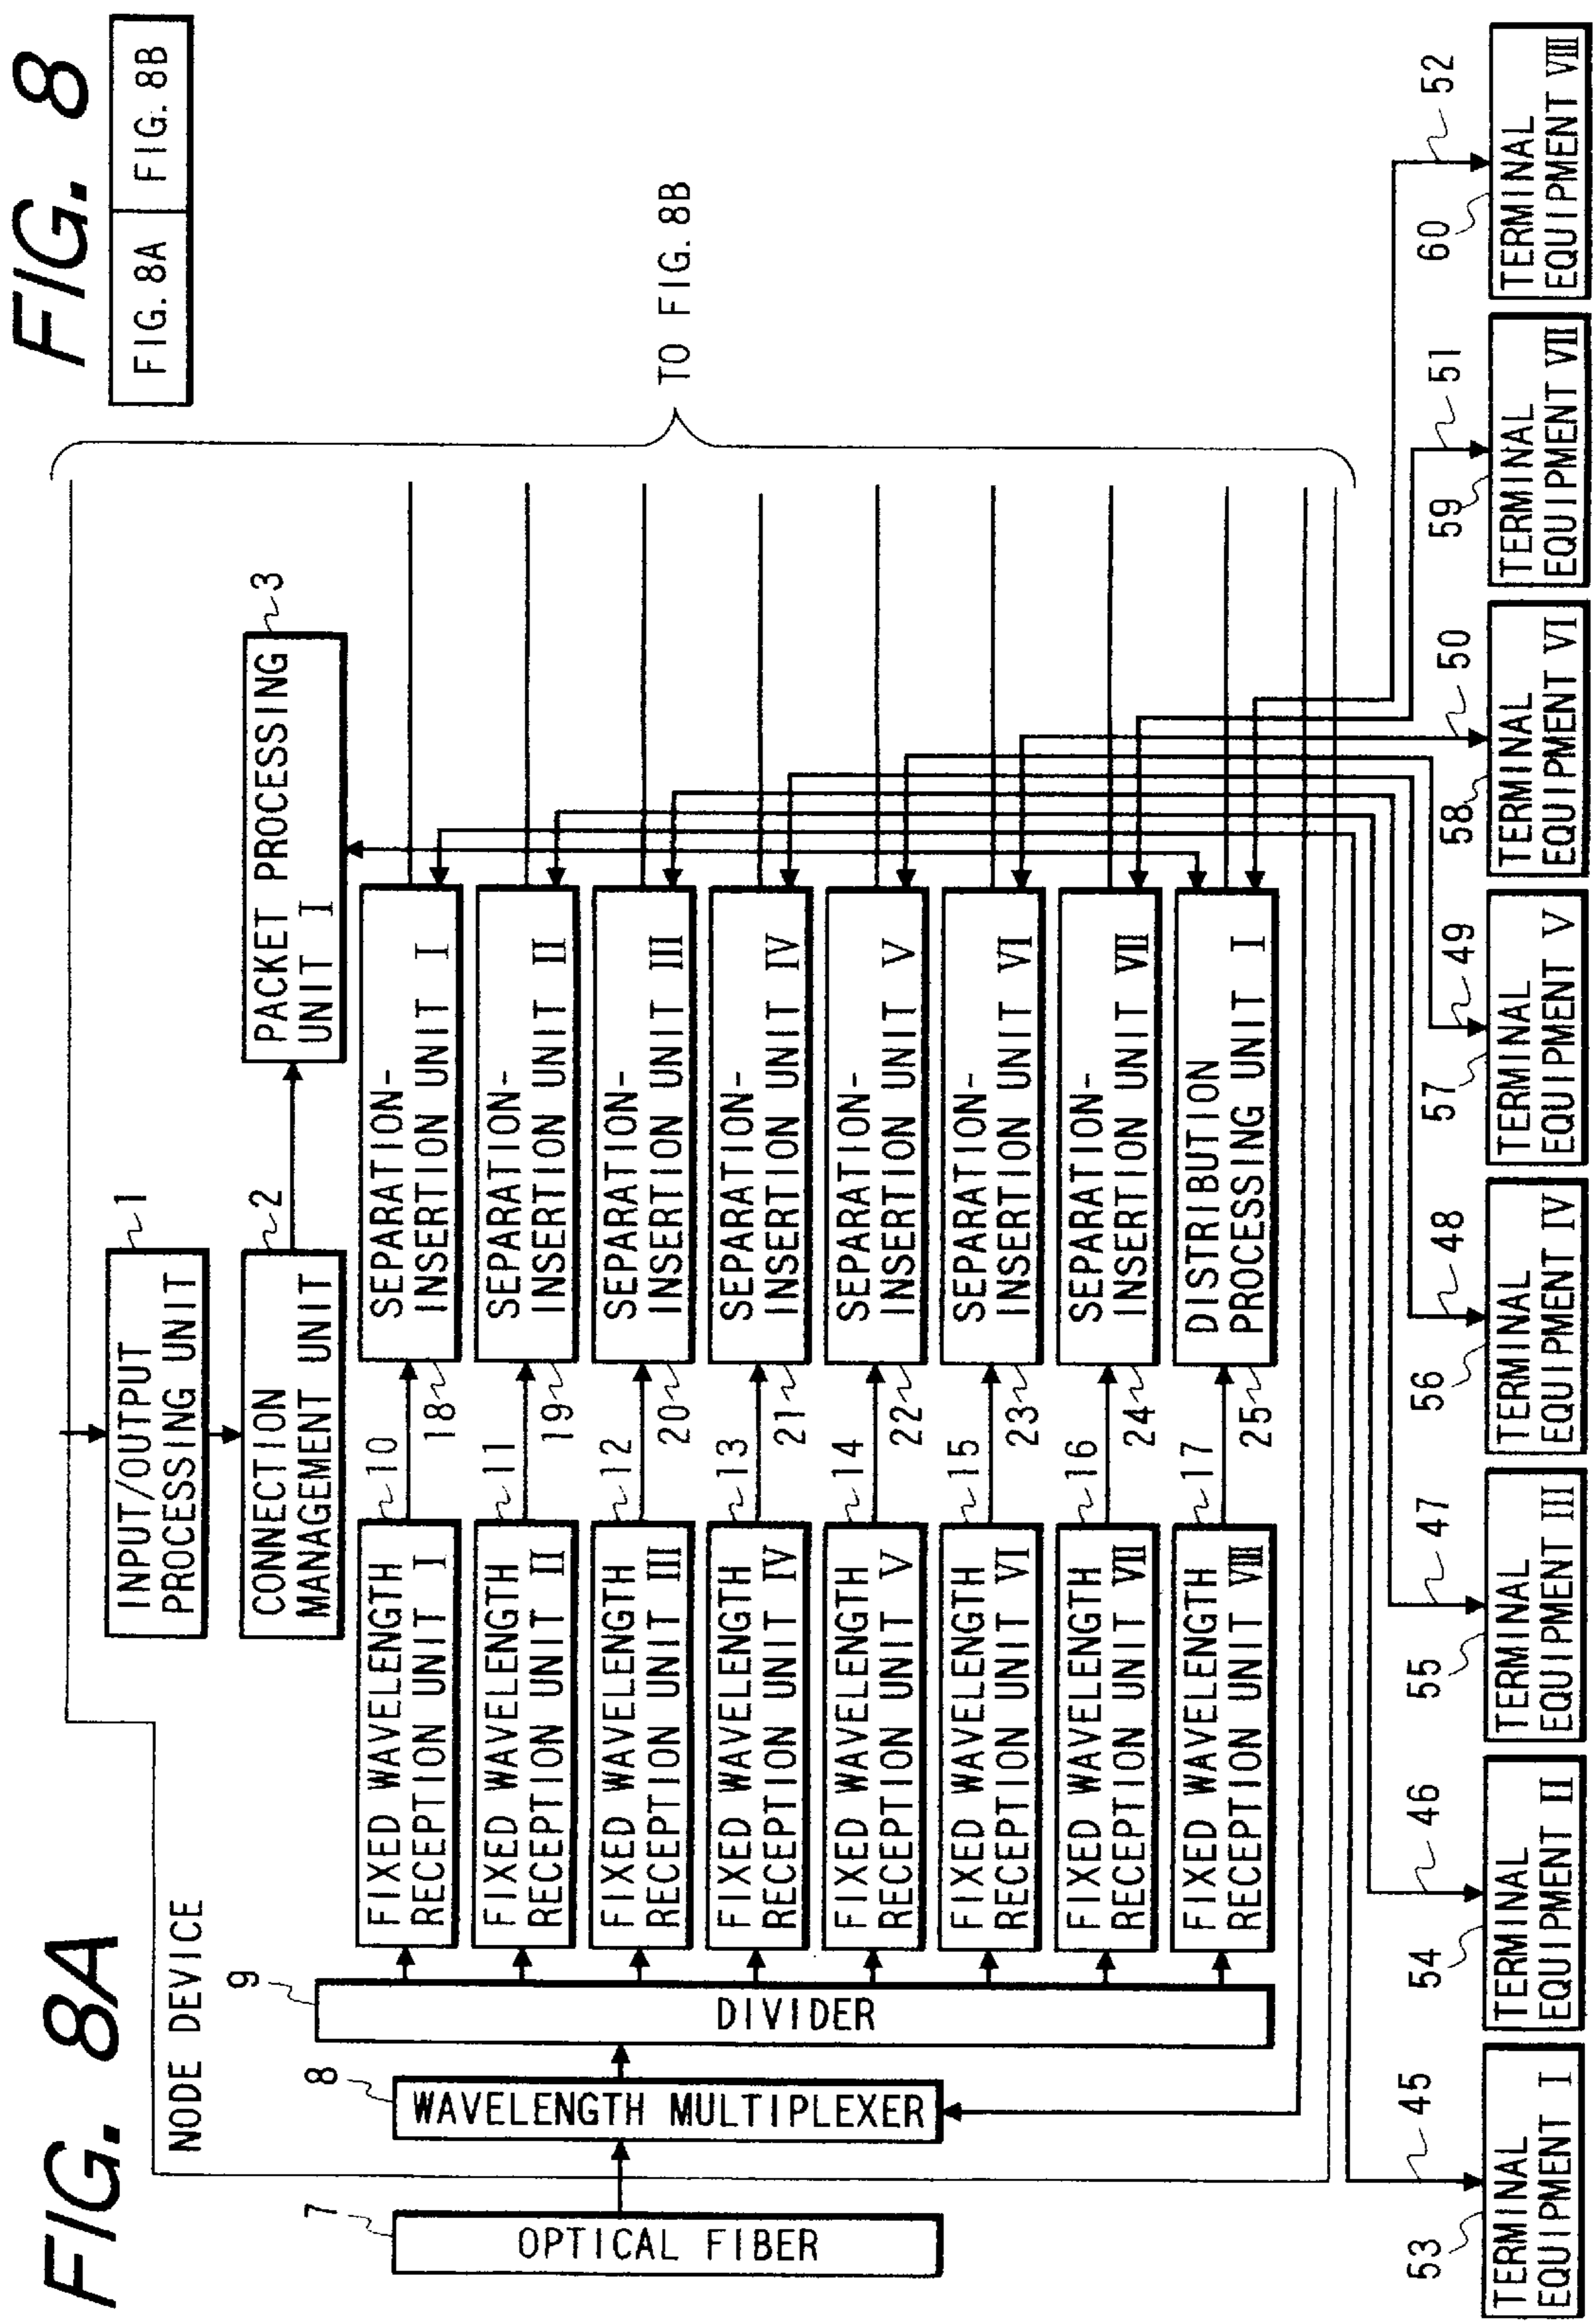 FIG. 8
FIG. 8A
FIG. 8B
FIG. 8A
NODE DEVICE
INPUT/OUTPUT
PROCESSING UNIT
1
CONNECTION
MANAGEMENT UNIT
2
PACKET PROCESSING
UNIT I
3
TO FIG. 8B
7
OPTICAL FIBER
8
WAVELENGTH MULTIPLEXER
9
DIVIDER
FIXED WAVELENGTH
RECEPTION UNIT I
10
SEPARATION-
INSERTION UNIT I
18
FIXED WAVELENGTH
RECEPTION UNIT II
11
SEPARATION-
INSERTION UNIT II
19
FIXED WAVELENGTH
RECEPTION UNIT III
12
SEPARATION-
INSERTION UNIT III
20
FIXED WAVELENGTH
RECEPTION UNIT IV
13
SEPARATION-
INSERTION UNIT IV
21
FIXED WAVELENGTH
RECEPTION UNIT V
14
SEPARATION-
INSERTION UNIT V
22
FIXED WAVELENGTH
RECEPTION UNIT VI
15
SEPARATION-
INSERTION UNIT VI
23
FIXED WAVELENGTH
RECEPTION UNIT VII
16
SEPARATION-
INSERTION UNIT VII
24
FIXED WAVELENGTH
RECEPTION UNIT VIII
17
DISTRIBUTION
PROCESSING UNIT I
25
53
45
TERMINAL
EQUIPMENT I
54
46
TERMINAL
EQUIPMENT II
55
47
TERMINAL
EQUIPMENT III
56
48
TERMINAL
EQUIPMENT IV
57
49
TERMINAL
EQUIPMENT V
58
50
TERMINAL
EQUIPMENT VI
59
51
TERMINAL
EQUIPMENT VII
60
52
TERMINAL
EQUIPMENT VIII